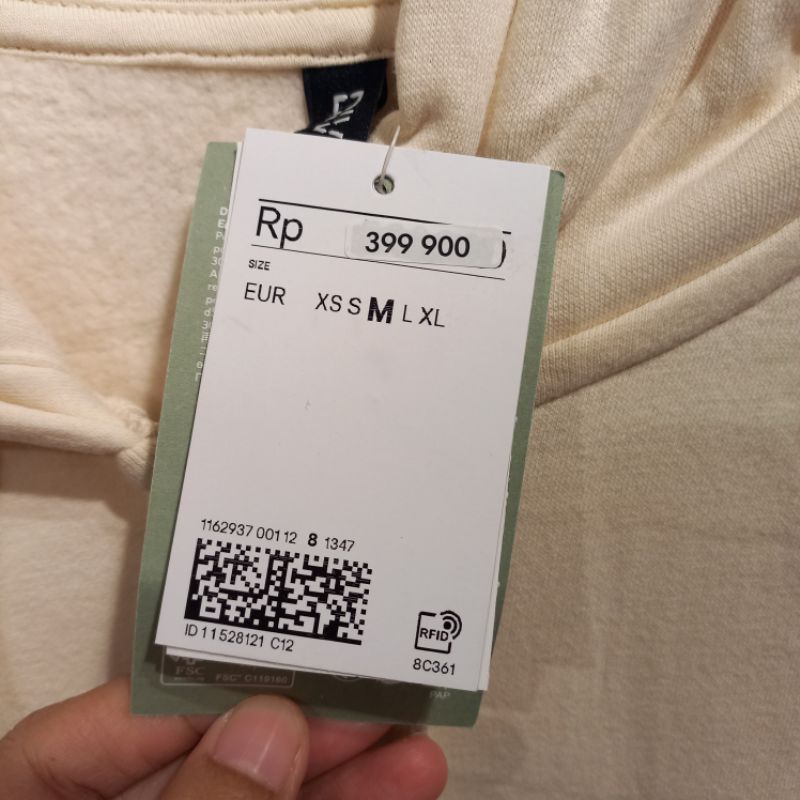 Rp 399 900
SIZE
EUR XS S M L XL
1162937 00112 8 1347
ID 11528121 C12
RFID
8C361
FSC
FSC® C119160
PAP